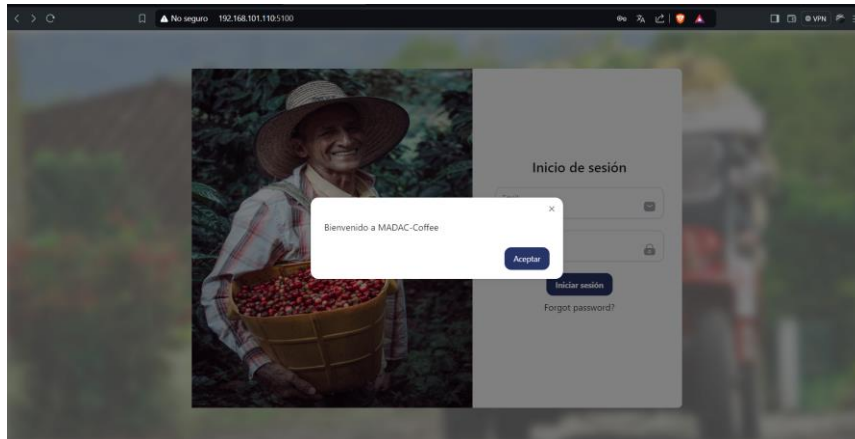 No seguro 192.168.101.110:5100
VPN
Inicio de sesión
Email
Bienvenido a MADAC-Coffee
Aceptar
Iniciar sesión
Forgot password?